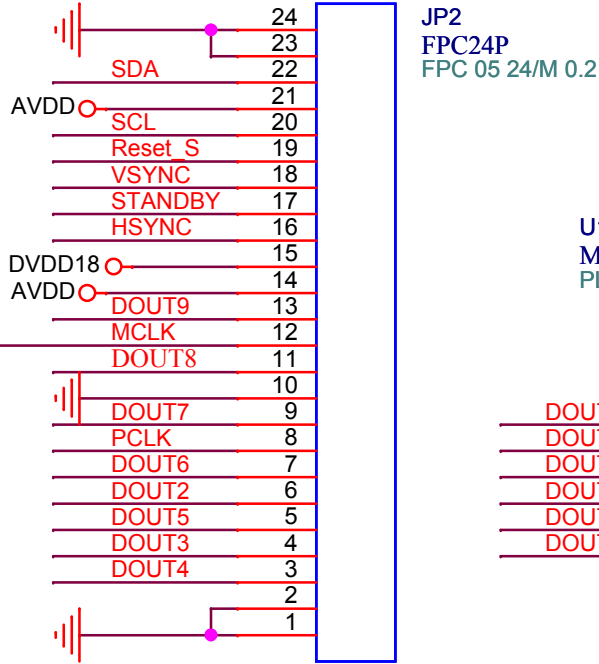 24
JP2
23
FPC24P
SDA 22
FPC 05 24/M 0.2
AVDD 21
SCL 20
Reset_S 19
VSYNC 18
STANDBY 17
HSYNC 16
DVDD18 15
AVDD 14
DOUT9 13
MCLK 12
DOUT8 11
10
DOUT7 9
PCLK 8
DOUT6 7
DOUT2 6
DOUT5 5
DOUT3 4
DOUT4 3
2
1